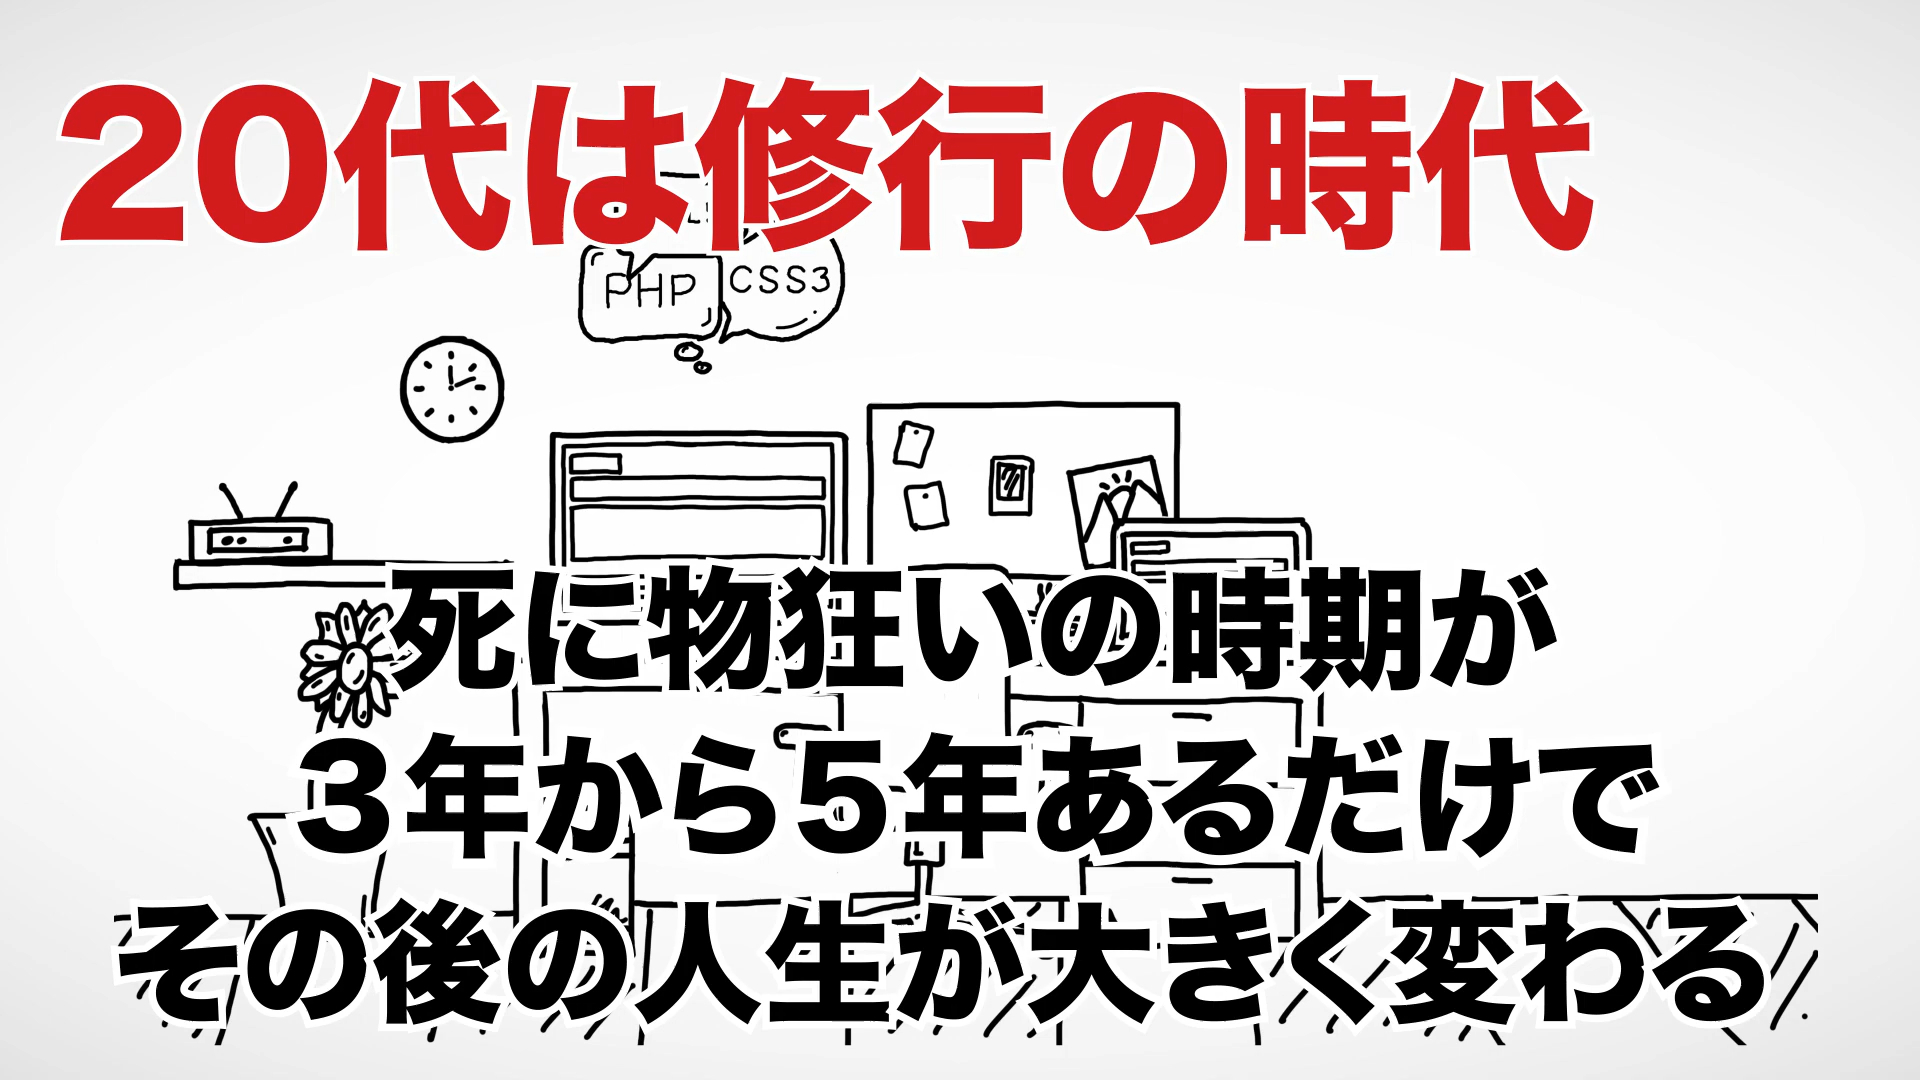 20代は修行の時代
PHP
CSS3
死に物狂いの時期が
３年から５年あるだけで
その後の人生が大きく変わる